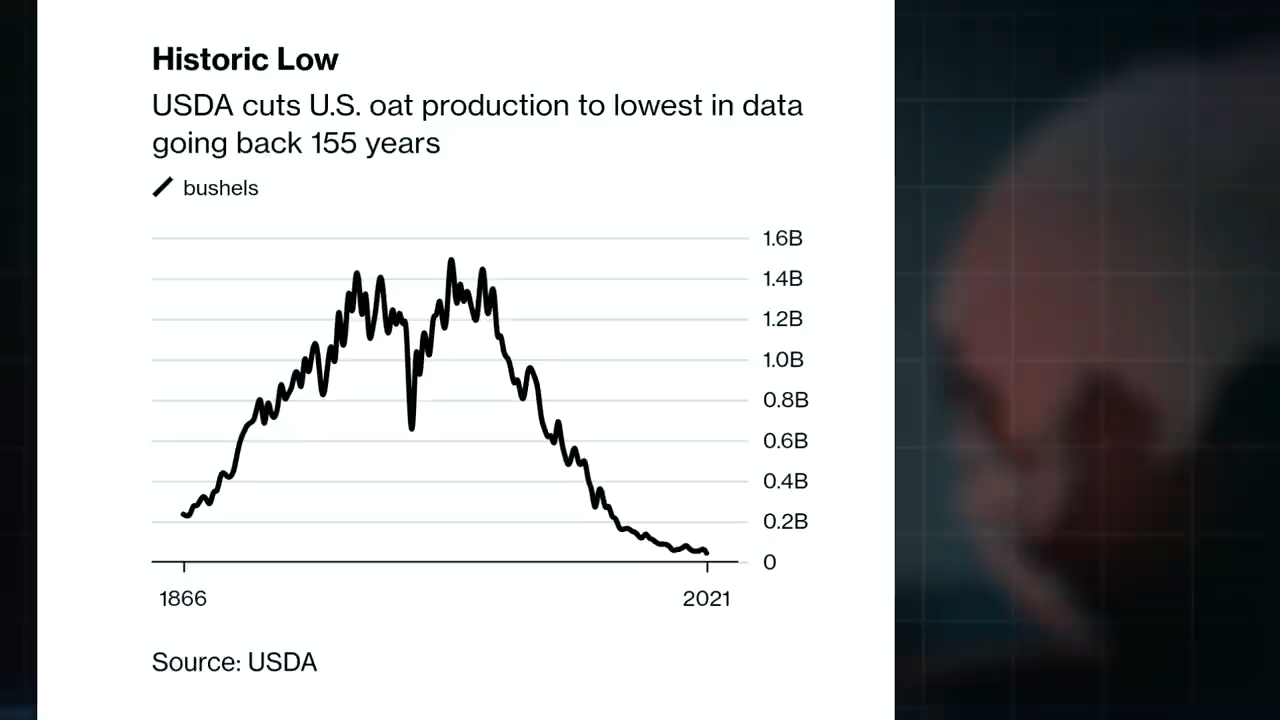 Historic Low
USDA cuts U.S. oat production to lowest in data
going back 155 years
bushels
1.6B
1.4B
1.2B
1.0B
0.8B
0.6B
0.4B
0.2B
0
1866
2021
Source: USDA